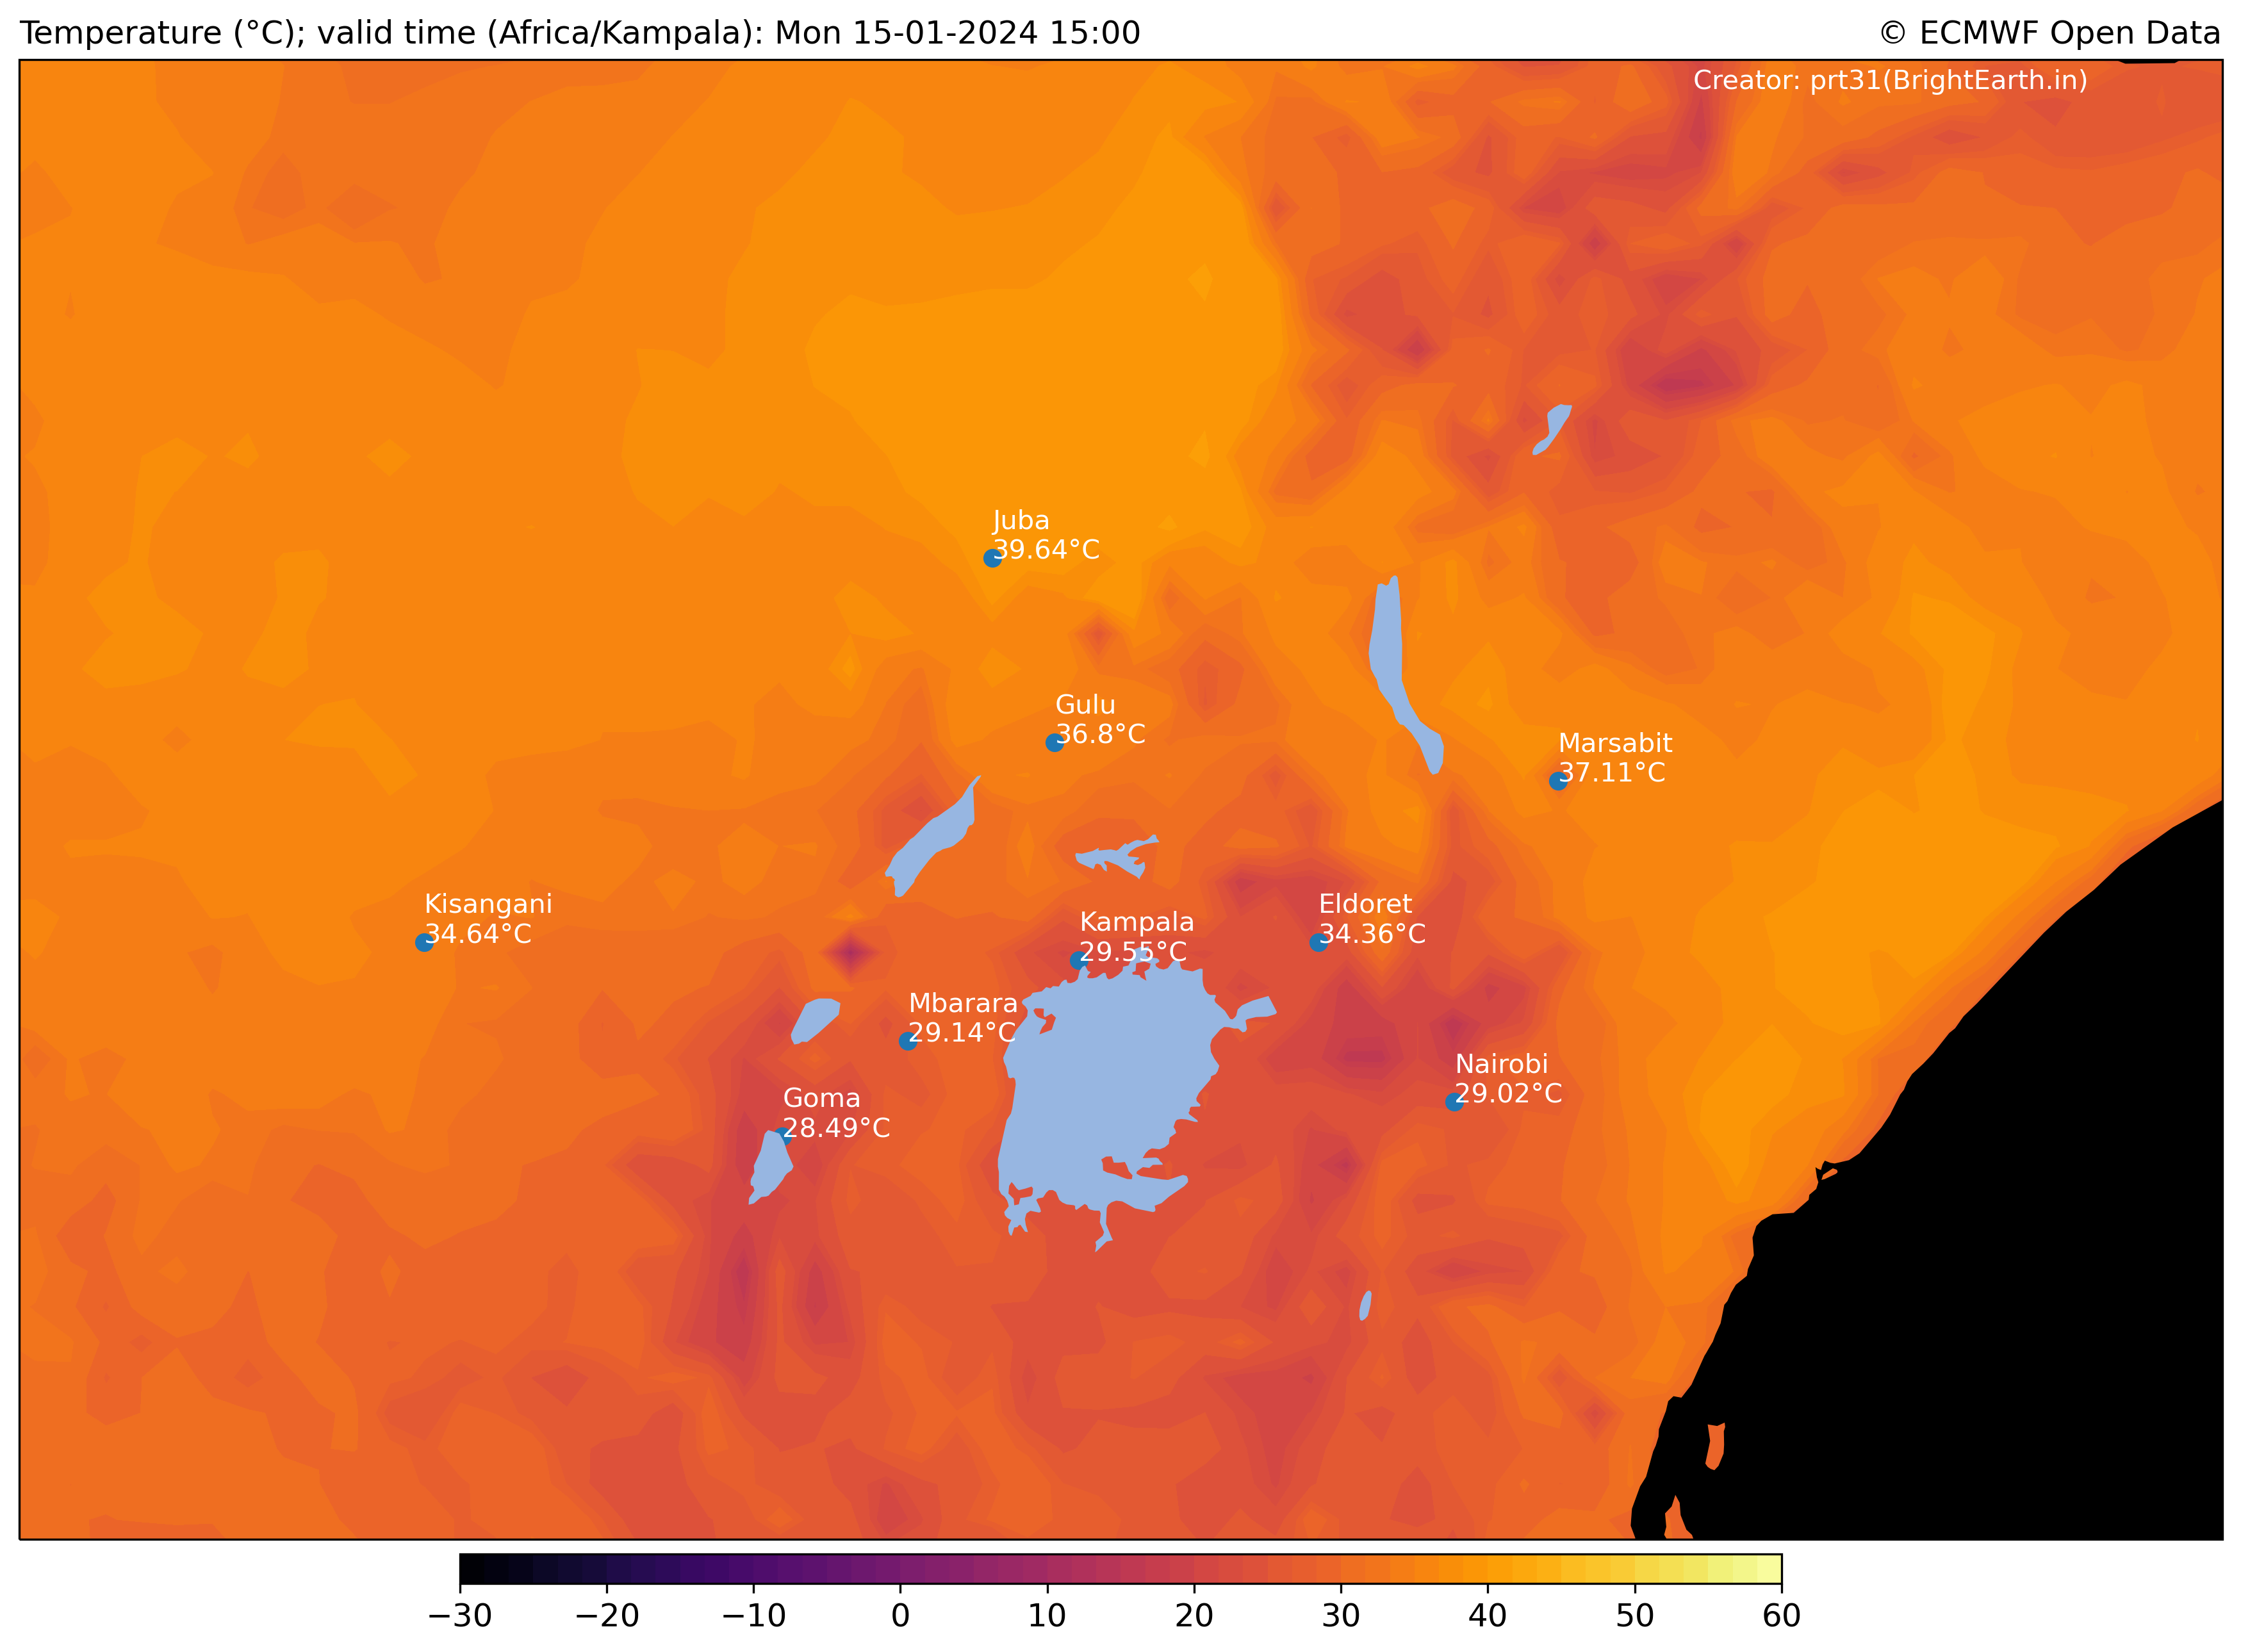 Temperature (°C); valid time (Africa/Kampala): Mon 15-01-2024 15:00
© ECMWF Open Data
Creator: prt31(BrightEarth.in)
Juba
39.64°C
Gulu
36.8°C
Marsabit
37.11°C
Kisangani
34.64°C
Eldoret
34.36°C
Kampala
29.55°C
Mbarara
29.14°C
Nairobi
29.02°C
Goma
28.49°C
−30 −20 −10 0 10 20 30 40 50 60